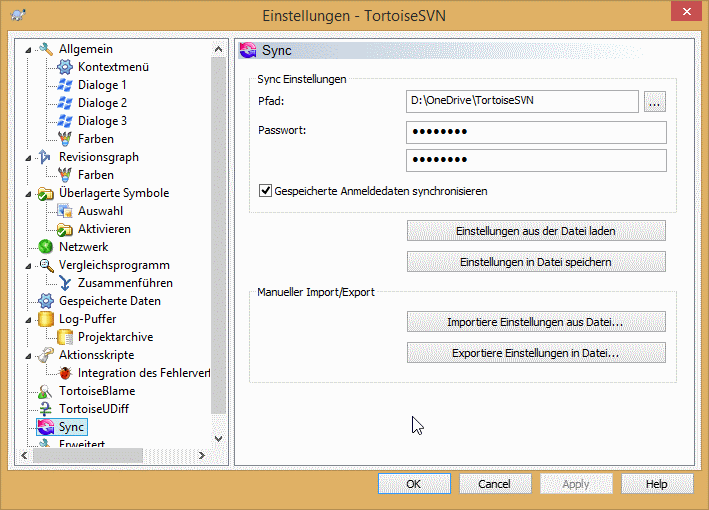 Einstellungen - TortoiseSVN
Allgemein
Kontextmenü
Dialoge 1
Dialoge 2
Dialoge 3
Farben
Revisionsgraph
Farben
Überlagerte Symbole
Auswahl
Aktivieren
Netzwerk
Vergleichsprogramm
Zusammenführen
Gespeicherte Daten
Log-Puffer
Projektarchive
Aktionsskripte
Integration des Fehlervert
TortoiseBlame
TortoiseUDiff
Sync
Erweitert
Sync
Sync Einstellungen
Pfad:
D:\OneDrive\TortoiseSVN
...
Passwort:
Gespeicherte Anmeldedaten synchronisieren
Einstellungen aus der Datei laden
Einstellungen in Datei speichern
Manueller Import/Export
Importiere Einstellungen aus Datei...
Exportiere Einstellungen in Datei...
OK
Cancel
Apply
Help